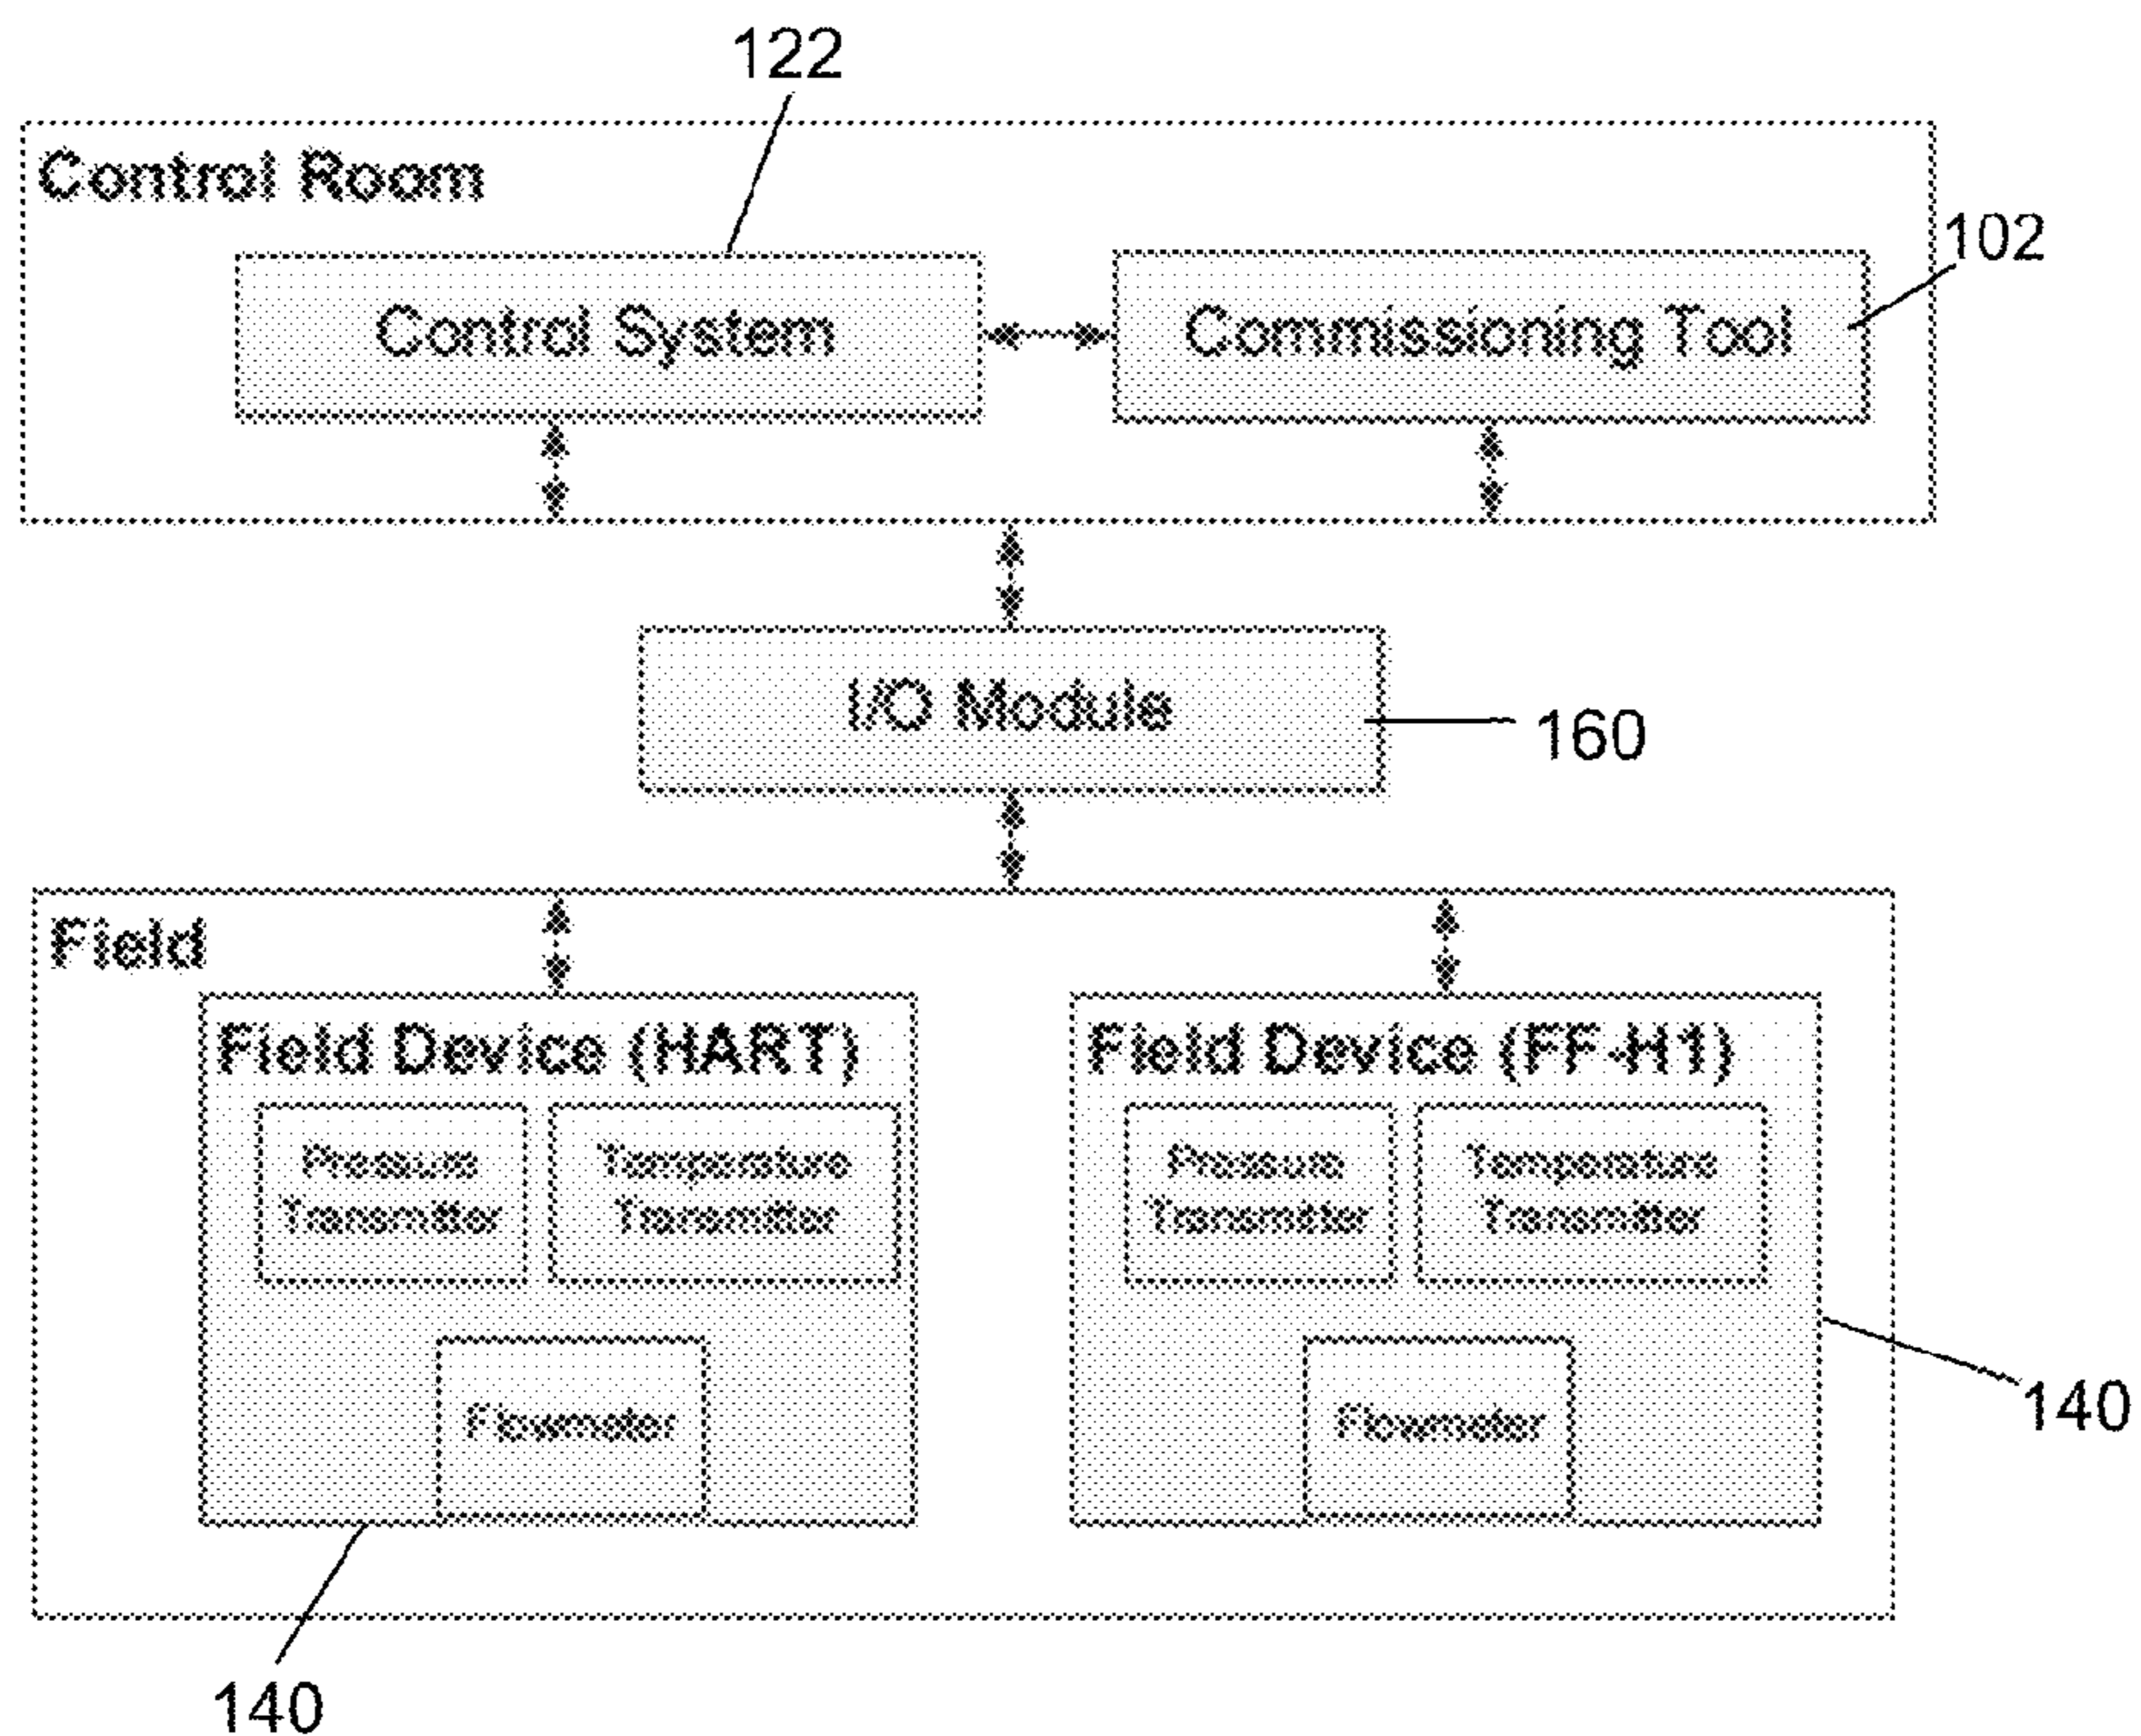 122
Control Room
102
Control System
Commissioning Tool
I/O Module
160
Field
Field Device (HART)
Field Device (FF-H1)
Pressure
Transmitter
Temperature
Transmitter
Pressure
Transmitter
Temperature
Transmitter
Flowmeter
Flowmeter
140
140